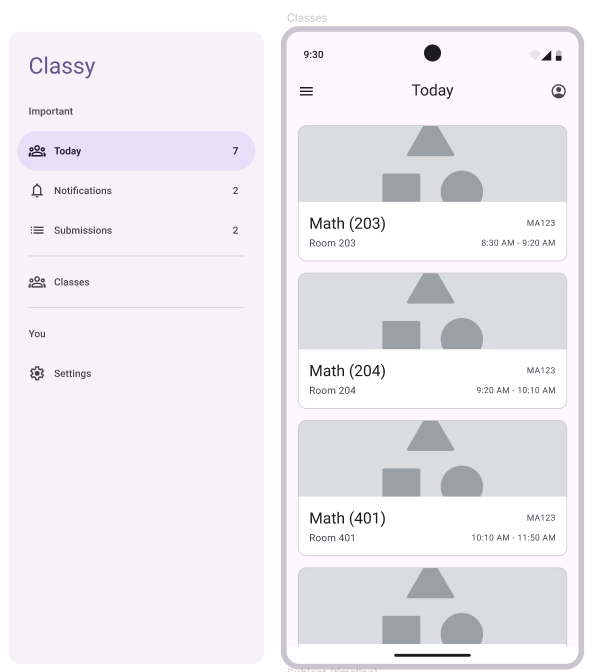 Classes
Classy
Important
Today 7
Notifications 2
Submissions 2
Classes
You
Settings
9:30
Today
Math (203) MA123
Room 203 8:30 AM - 9:20 AM
Math (204) MA123
Room 204 9:20 AM - 10:10 AM
Math (401) MA123
Room 401 10:10 AM - 11:50 AM